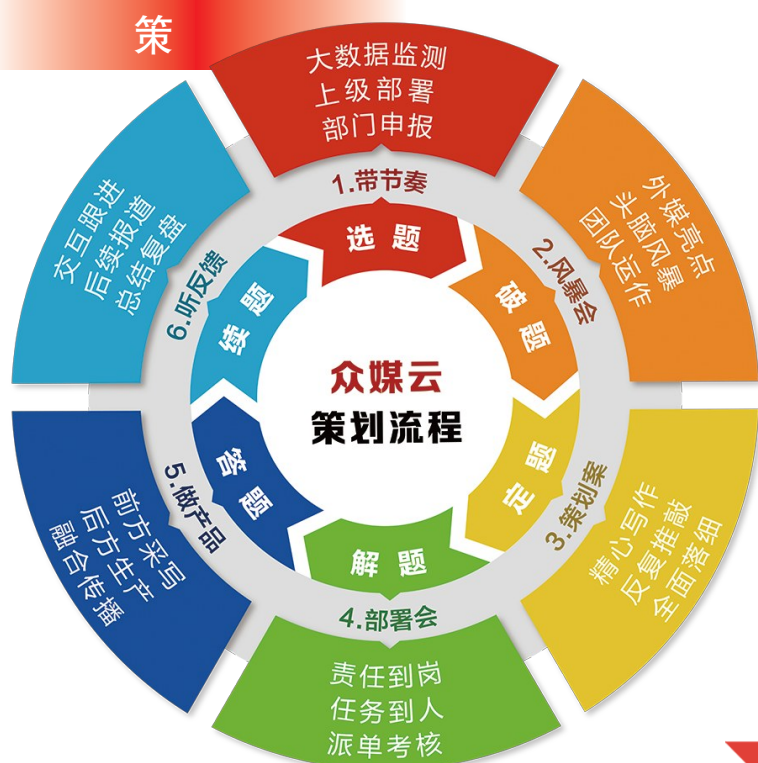 策
众媒云
策划流程
选题
1.带节奏
大数据监测
上级部署
部门申报
破题
2.风暴会
外媒亮点
头脑风暴
团队运作
定题
3.策划案
精心写作
反复推敲
全面落细
解题
4.部署会
责任到岗
任务到人
派单考核
答题
5.做产品
前方采写
后方生产
融合传播
续题
6.听反馈
交互跟进
后续报道
总结复盘